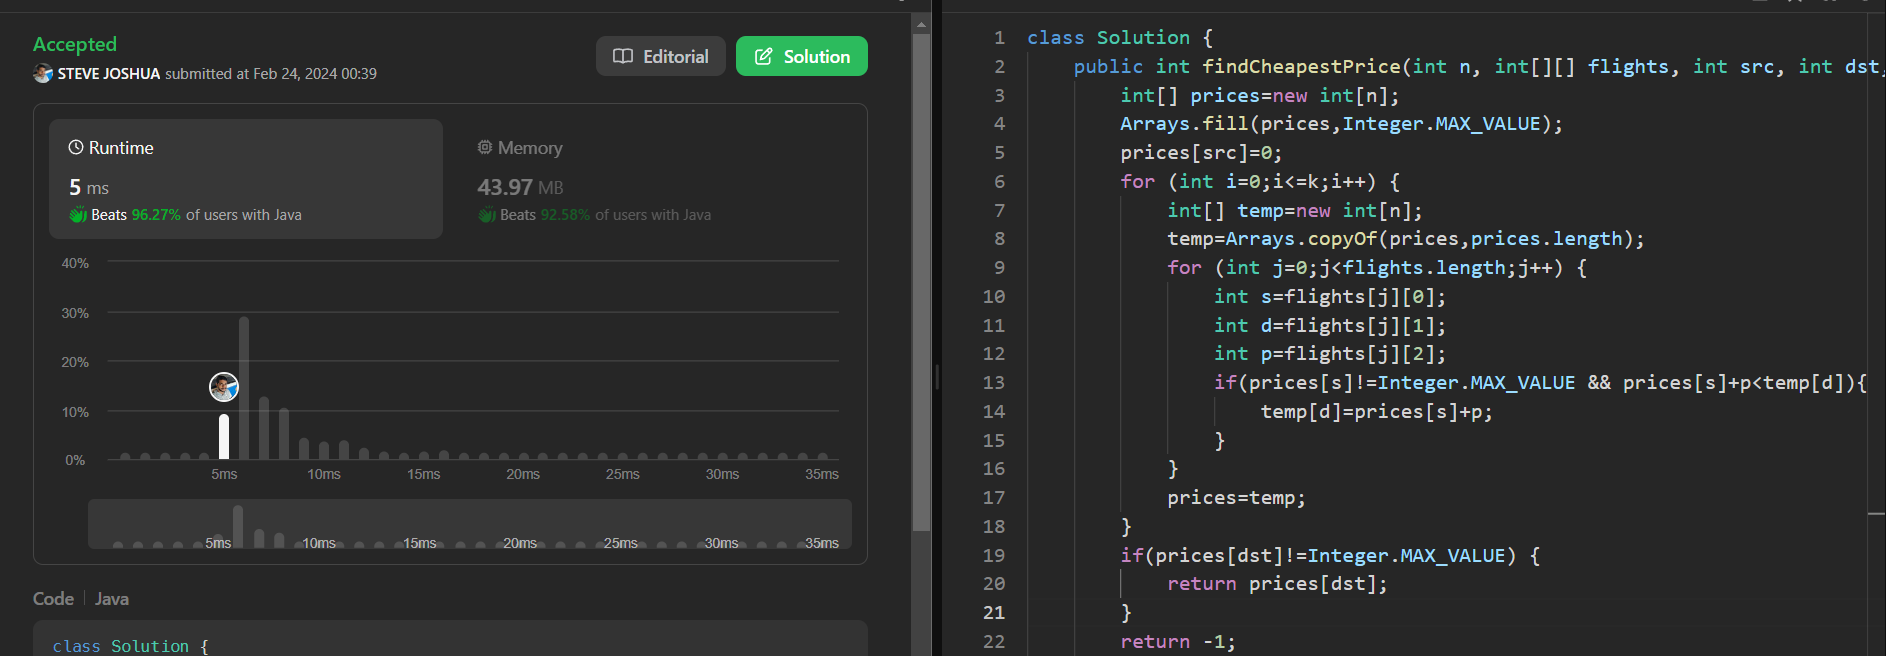 Accepted
STEVE JOSHUA submitted at Feb 24, 2024 00:39
Editorial
Solution
Runtime
5 ms
Beats 96.27% of users with Java
Memory
43.97 MB
Beats 92.58% of users with Java
40%
30%
20%
10%
0%
5ms 10ms 15ms 20ms 25ms 30ms 35ms
5ms 10ms 15ms 20ms 25ms 30ms 35ms
Code Java
class Solution {
1 class Solution {
2 public int findCheapestPrice(int n, int[][] flights, int src, int dst,
3 int[] prices=new int[n];
4 Arrays.fill(prices,Integer.MAX_VALUE);
5 prices[src]=0;
6 for (int i=0;i<=k;i++) {
7 int[] temp=new int[n];
8 temp=Arrays.copyOf(prices,prices.length);
9 for (int j=0;j<flights.length;j++) {
10 int s=flights[j][0];
11 int d=flights[j][1];
12 int p=flights[j][2];
13 if(prices[s]!=Integer.MAX_VALUE && prices[s]+p<temp[d]){
14 temp[d]=prices[s]+p;
15 }
16 }
17 prices=temp;
18 }
19 if(prices[dst]!=Integer.MAX_VALUE) {
20 return prices[dst];
21 }
22 return -1;